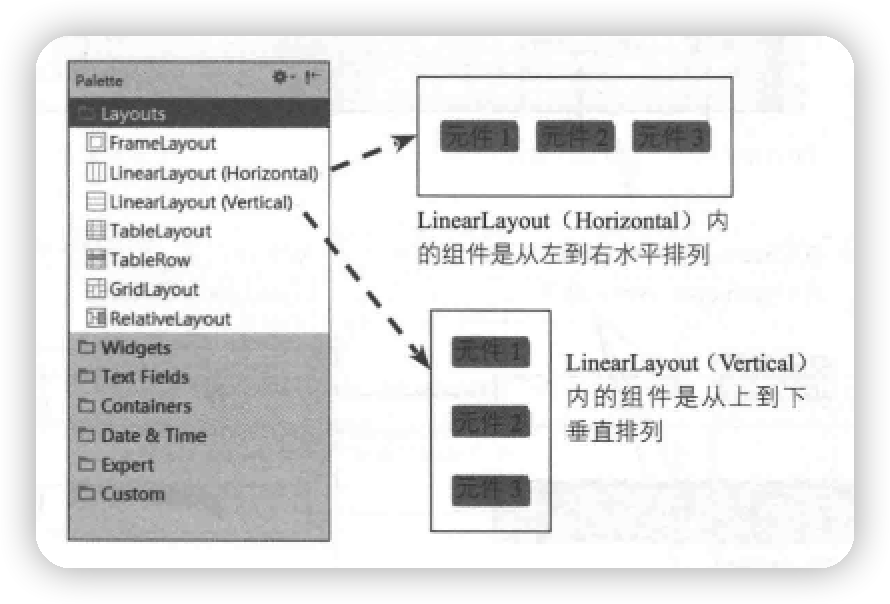 Palette
Layouts
FrameLayout
LinearLayout (Horizontal)
LinearLayout (Vertical)
TableLayout
TableRow
GridLayout
RelativeLayout
Widgets
Text Fields
Containers
Date & Time
Expert
Custom
元件 1 元件 2 元件 3
LinearLayout（Horizontal）内
的组件是从左到右水平排列
元件 1
元件 2
元件 3
LinearLayout（Vertical）
内的组件是从上到下
垂直排列